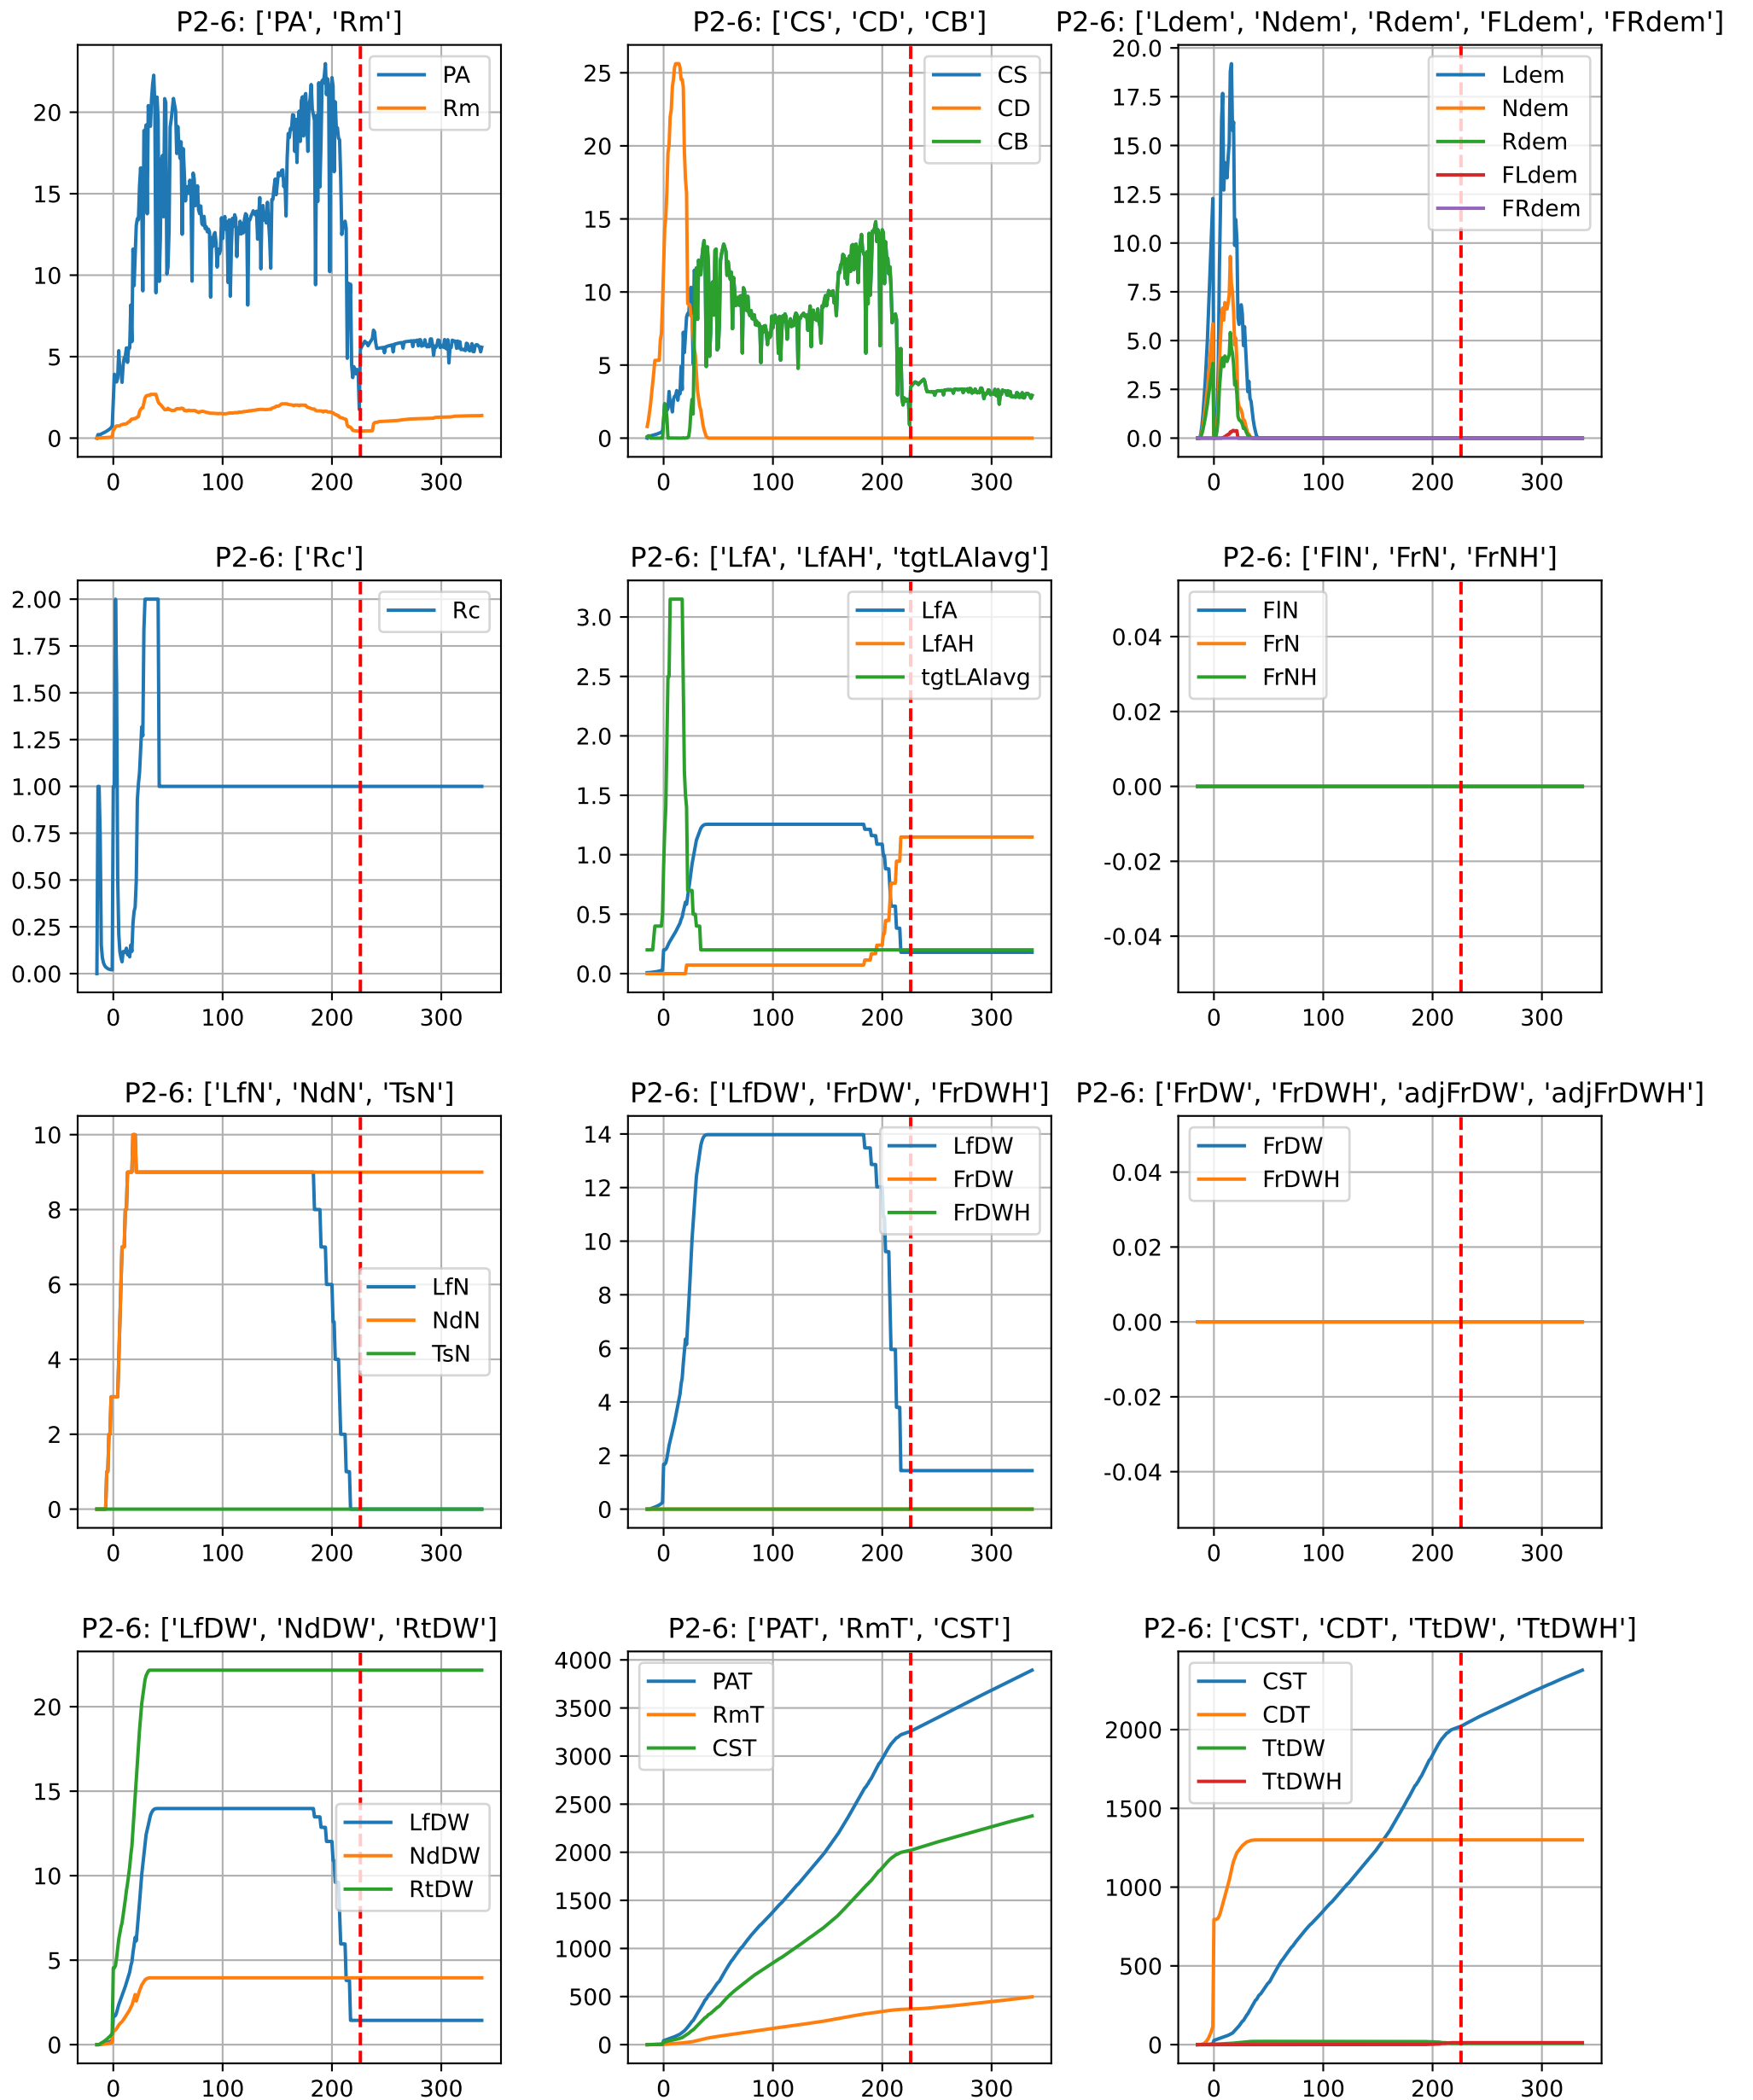 P2-6: ['PA', 'Rm']
20
15
10
5
0
PA
Rm
0 100 200 300
P2-6: ['CS', 'CD', 'CB']
25
20
15
10
5
0
CS
CD
CB
0 100 200 300
P2-6: ['Ldem', 'Ndem', 'Rdem', 'FLdem', 'FRdem']
20.0
17.5
15.0
12.5
10.0
7.5
5.0
2.5
0.0
Ldem
Ndem
Rdem
FLdem
FRdem
0 100 200 300
P2-6: ['Rc']
2.00
1.75
1.50
1.25
1.00
0.75
0.50
0.25
0.00
Rc
0 100 200 300
P2-6: ['LfA', 'LfAH', 'tgtLAIavg']
3.0
2.5
2.0
1.5
1.0
0.5
0.0
LfA
LfAH
tgtLAIavg
0 100 200 300
P2-6: ['FlN', 'FrN', 'FrNH']
0.04
0.02
0.00
-0.02
-0.04
FlN
FrN
FrNH
0 100 200 300
P2-6: ['LfN', 'NdN', 'TsN']
10
8
6
4
2
0
LfN
NdN
TsN
0 100 200 300
P2-6: ['LfDW', 'FrDW', 'FrDWH']
14
12
10
8
6
4
2
0
LfDW
FrDW
FrDWH
0 100 200 300
P2-6: ['FrDW', 'FrDWH', 'adjFrDW', 'adjFrDWH']
0.04
0.02
0.00
-0.02
-0.04
FrDW
FrDWH
0 100 200 300
P2-6: ['LfDW', 'NdDW', 'RtDW']
20
15
10
5
0
LfDW
NdDW
RtDW
0 100 200 300
P2-6: ['PAT', 'RmT', 'CST']
4000
3500
3000
2500
2000
1500
1000
500
0
PAT
RmT
CST
0 100 200 300
P2-6: ['CST', 'CDT', 'TtDW', 'TtDWH']
2000
1500
1000
500
0
CST
CDT
TtDW
TtDWH
0 100 200 300